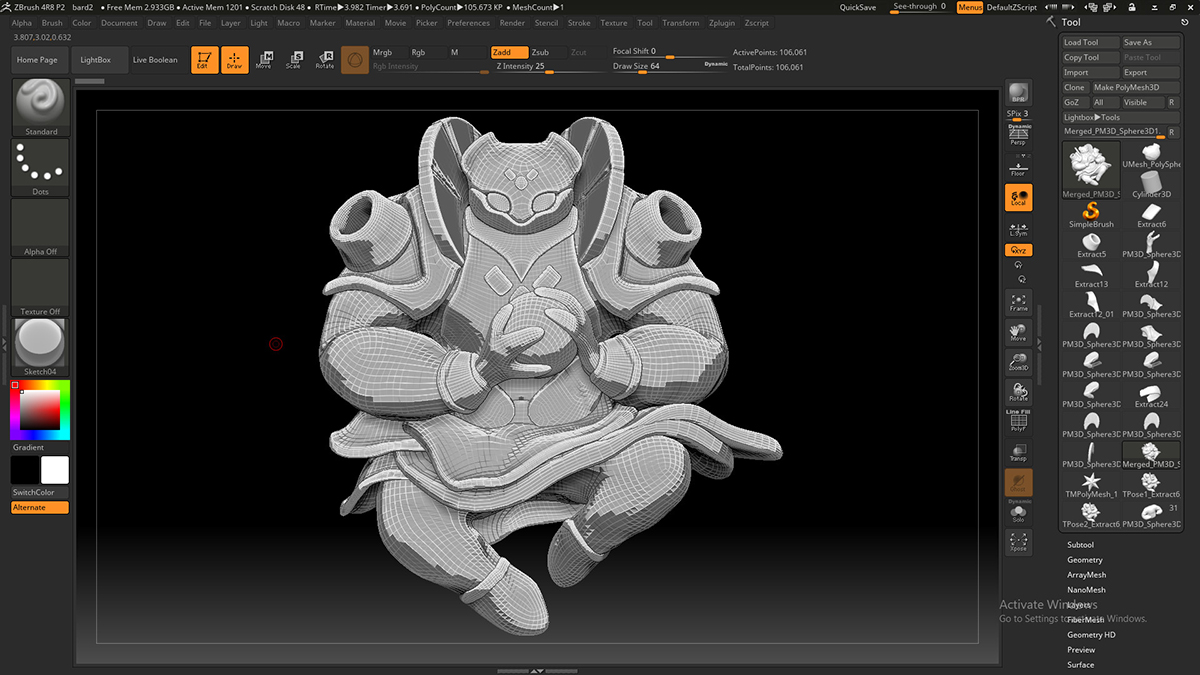 ZBrush 4R8 P2 bard2 • Free Mem 2.933GB • Active Mem 1201 • Scratch Disk 48 • RTime▶3.982 Timer▶3.691 • PolyCount▶105.673 KP • MeshCount▶1 QuickSave See-through 0 Menus DefaultZScript
Alpha Brush Color Document Draw Edit File Layer Light Macro Marker Material Movie Picker Preferences Render Stencil Stroke Texture Tool Transform Zplugin Zscript
Tool
3.807,3.02,0.632
Home Page LightBox Live Boolean Edit Draw Move Scale Rotate
Mrgb Rgb M Zadd Zsub Zcut Focal Shift 0 ActivePoints: 106,061
Rgb Intensity Z Intensity 25 Draw Size 64 Dynamic TotalPoints: 106,061
Load Tool Save As
Copy Tool Paste Tool
Import Export
Clone Make PolyMesh3D
GoZ All Visible R
Lightbox▶Tools
Merged_PM3D_Sphere3D1. R
Standard
Dots
Alpha Off
Texture Off
Sketch04
Gradient
SwitchColor
Alternate
BPR
SPix 3
Dynamic
Persp
Floor
Local
L.Sym
XYZ
Frame
Move
Zoom3D
Rotate
Line Fill
PolyF
Transp
Ghost
Dynamic
Solo
Xpose
UMesh_PolySphe
Merged_PM3D_S Cylinder3D
SimpleBrush Extract6
Extract5 PM3D_Sphere3D
Extract13 Extract12
Extract12_01 PM3D_Sphere3D
PM3D_Sphere3D PM3D_Sphere3D
PM3D_Sphere3D PM3D_Sphere3D
PM3D_Sphere3D Extract24
PM3D_Sphere3D PM3D_Sphere3D
PM3D_Sphere3D Merged_PM3D_S
TMPolyMesh_1 TPose1_Extract6
31
TPose2_Extract6 PM3D_Sphere3D
Subtool
Geometry
ArrayMesh
NanoMesh
Layers
FiberMesh
Geometry HD
Preview
Surface
Activate Windows
Go to Settings to activate Windows.